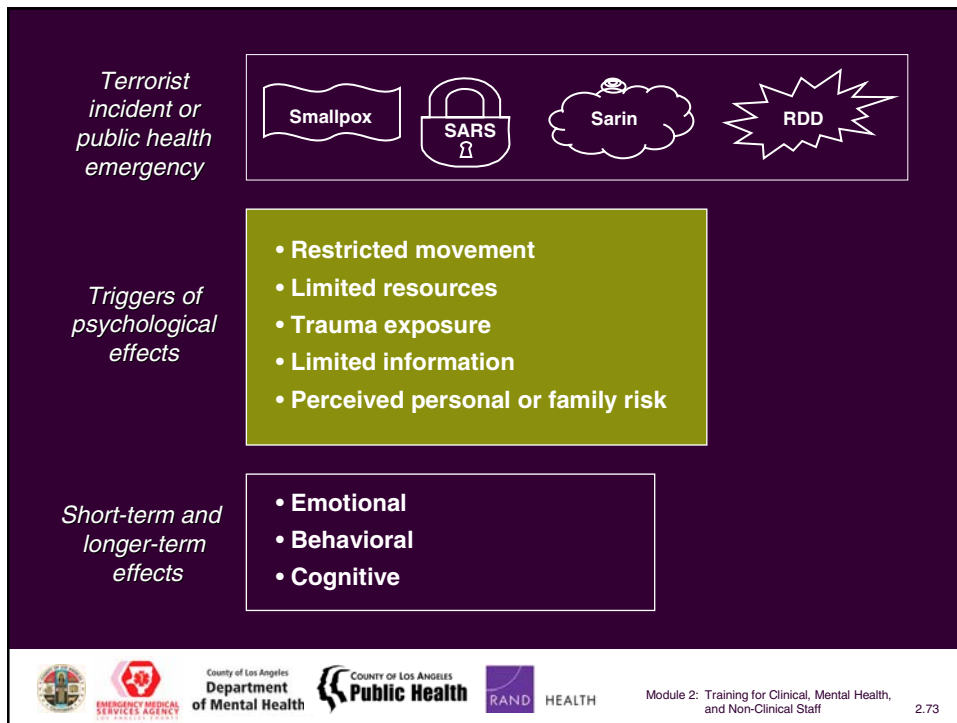 Terrorist
incident or
public health
emergency
Smallpox
SARS
Sarin
RDD
Triggers of
psychological
effects
• Restricted movement
• Limited resources
• Trauma exposure
• Limited information
• Perceived personal or family risk
Short-term and
longer-term
effects
• Emotional
• Behavioral
• Cognitive
EMERGENCY MEDICAL
SERVICES AGENCY
LOS ANGELES COUNTY
County of Los Angeles
Department
of Mental Health
COUNTY OF LOS ANGELES
Public Health
RAND HEALTH
Module 2: Training for Clinical, Mental Health,
and Non-Clinical Staff
2.73